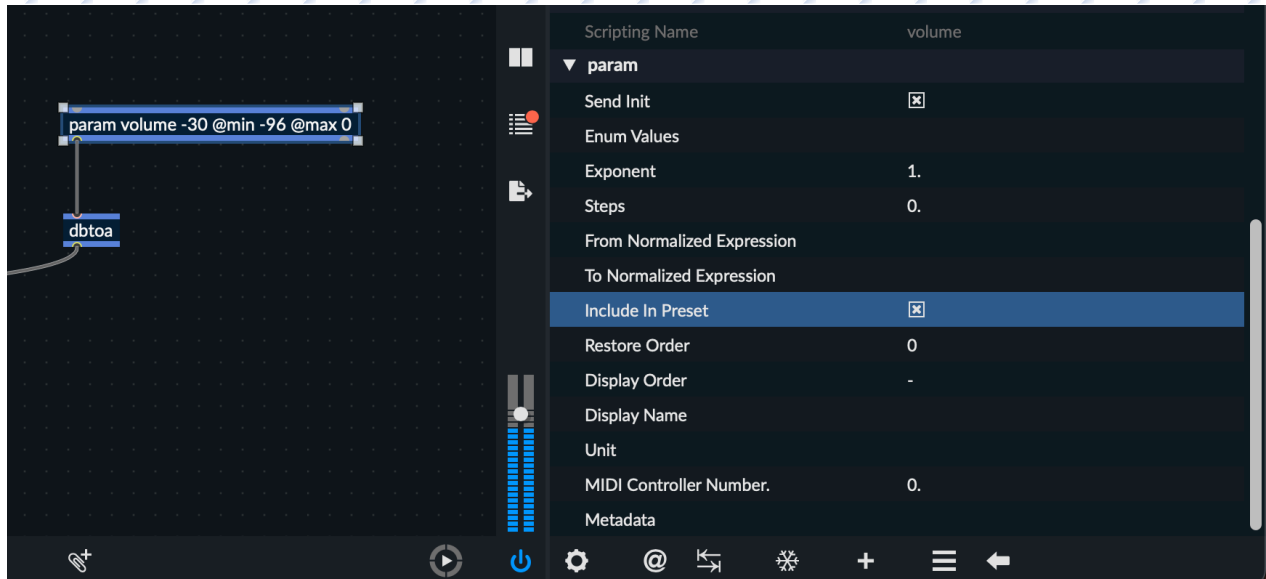 param volume -30 @min -96 @max 0
dbtoa
Scripting Name volume
param
Send Init
Enum Values
Exponent 1.
Steps 0.
From Normalized Expression
To Normalized Expression
Include In Preset
Restore Order 0
Display Order -
Display Name
Unit
MIDI Controller Number. 0.
Metadata